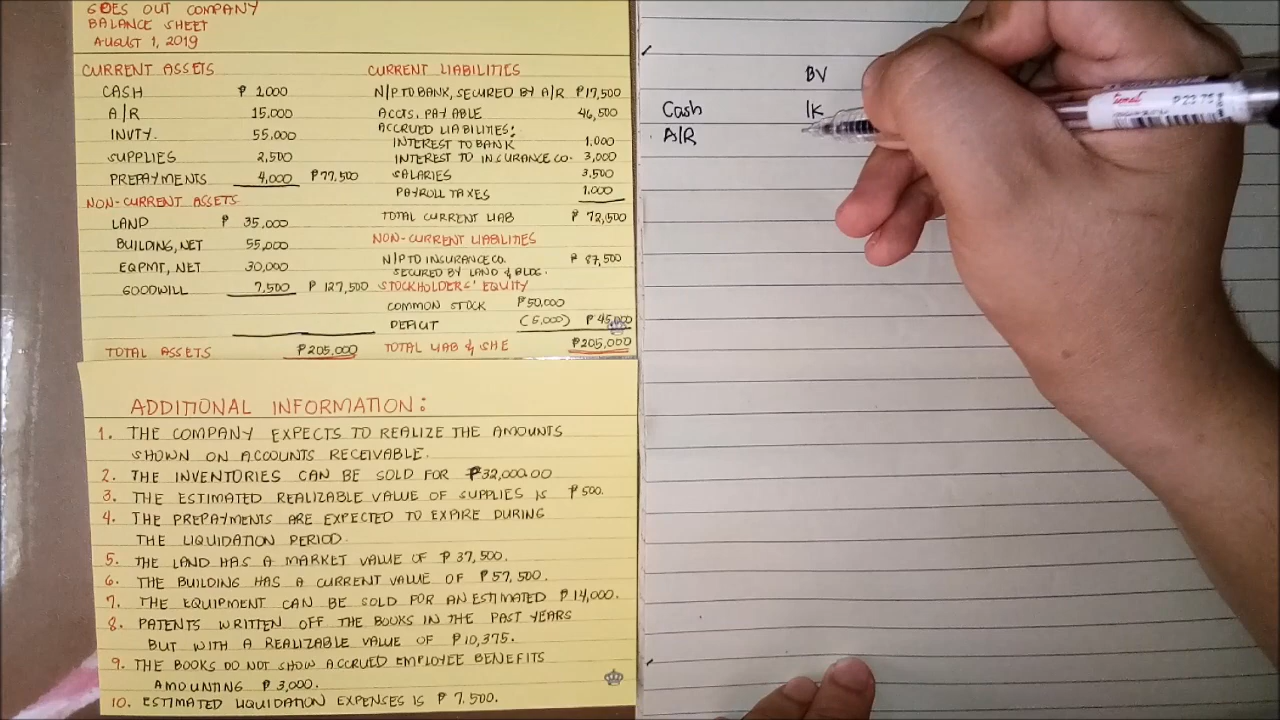 GOES OUT COMPANY
BALANCE SHEET
AUGUST 1, 2019
CURRENT ASSETS
CASH ₱ 1,000
A/R 15,000
INVTY. 55,000
SUPPLIES 2,500
PREPAYMENTS 4,000 ₱77,500
NON-CURRENT ASSETS
LAND ₱ 35,000
BUILDING, NET 55,000
EQPMT, NET 30,000
GOODWILL 7,500 ₱ 127,500
TOTAL ASSETS ₱205,000
CURRENT LIABILITIES
N/P TO BANK, SECURED BY A/R ₱17,500
ACCTS. PAYABLE 46,500
ACCRUED LIABILITIES:
INTEREST TO BANK 1,000
INTEREST TO INSURANCE CO. 3,000
SALARIES 3,500
PAYROLL TAXES 1,000
TOTAL CURRENT LIAB ₱ 72,500
NON-CURRENT LIABILITIES
N/P TO INSURANCE CO. ₱ 87,500
SECURED BY LAND & BLDG.
STOCKHOLDERS' EQUITY
COMMON STOCK ₱50,000
DEFICIT (5,000) ₱ 45,000
TOTAL LIAB & SHE ₱205,000
ADDITIONAL INFORMATION:
1. THE COMPANY EXPECTS TO REALIZE THE AMOUNTS
SHOWN ON ACCOUNTS RECEIVABLE.
2. THE INVENTORIES CAN BE SOLD FOR ₱32,000.00
3. THE ESTIMATED REALIZABLE VALUE OF SUPPLIES IS ₱ 500.
4. THE PREPAYMENTS ARE EXPECTED TO EXPIRE DURING
THE LIQUIDATION PERIOD.
5. THE LAND HAS A MARKET VALUE OF ₱ 37,500.
6. THE BUILDING HAS A CURRENT VALUE OF ₱57,500.
7. THE EQUIPMENT CAN BE SOLD FOR AN ESTIMATED ₱14,000.
8. PATENTS WRITTEN OFF THE BOOKS IN THE PAST YEARS
BUT WITH A REALIZABLE VALUE OF ₱10,375.
9. THE BOOKS DO NOT SHOW ACCRUED EMPLOYEE BENEFITS
AMOUNTING ₱ 3,000.
10. ESTIMATED LIQUIDATION EXPENSES IS ₱ 7,500.
BV
Cash 1K
A/R
₱23.75